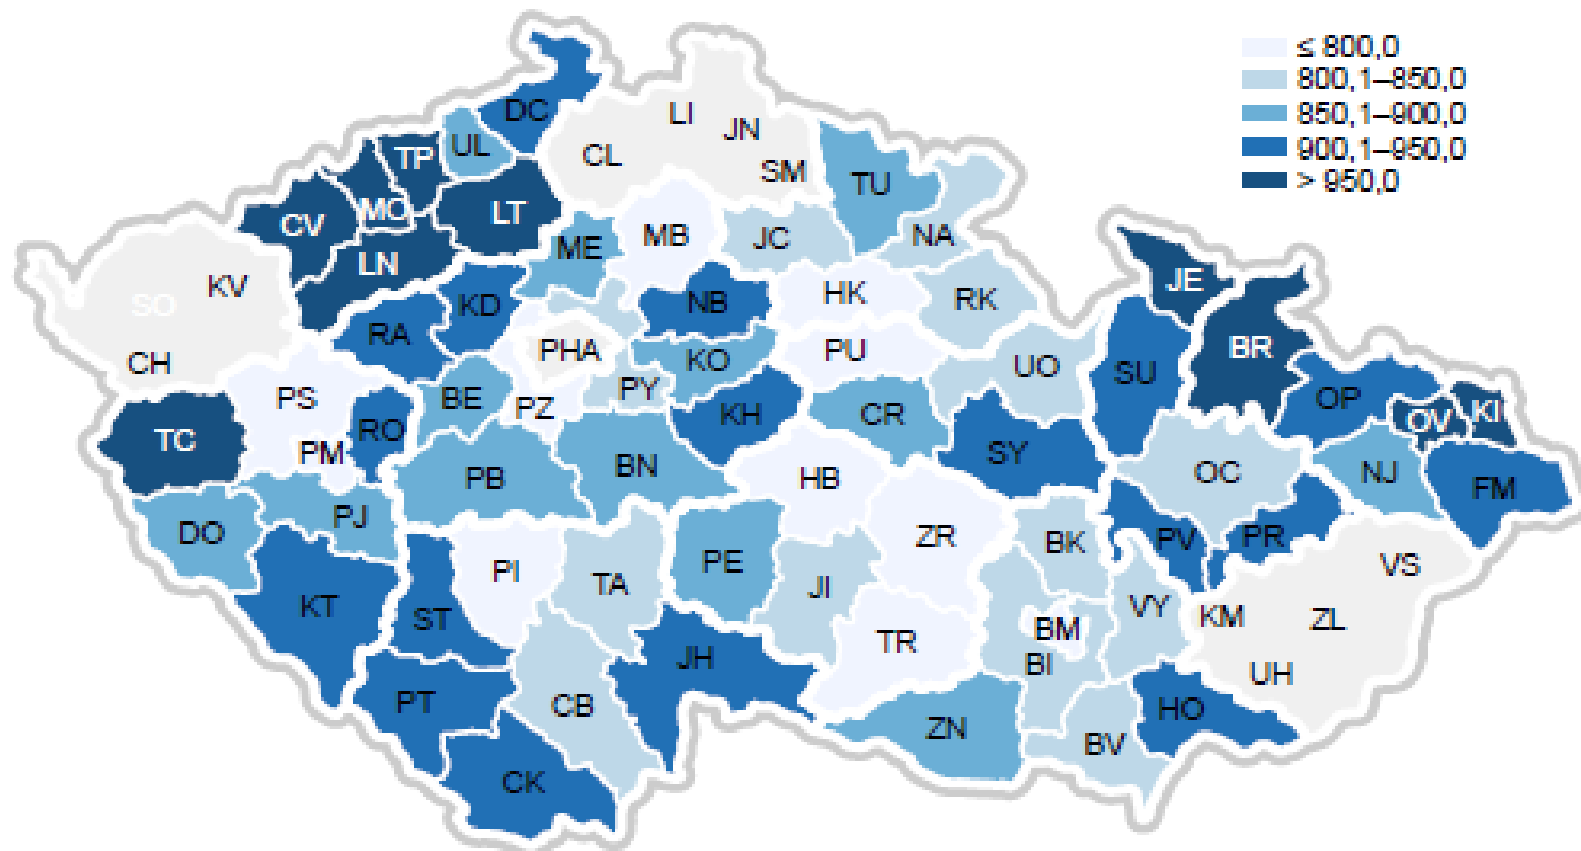 ≤ 800,0
800,1–850,0
850,1–900,0
900,1–950,0
> 950,0
DC
LI
JN
UL
TP
CL
SM
TU
MO
LT
CV
MB
JC
NA
ME
LN
KV
SO
KD
NB
HK
RK
JE
RA
PHA
KO
PU
UO
BR
CH
SU
PS
BE
PZ
PY
KH
CR
OP
OV
KI
TC
RO
PM
SY
PB
BN
HB
OC
NJ
FM
DO
PJ
ZR
BK
PV
PR
PI
TA
PE
JI
VS
KT
ST
VY
KM
ZL
TR
BM
BI
JH
UH
PT
CB
HO
ZN
BV
CK